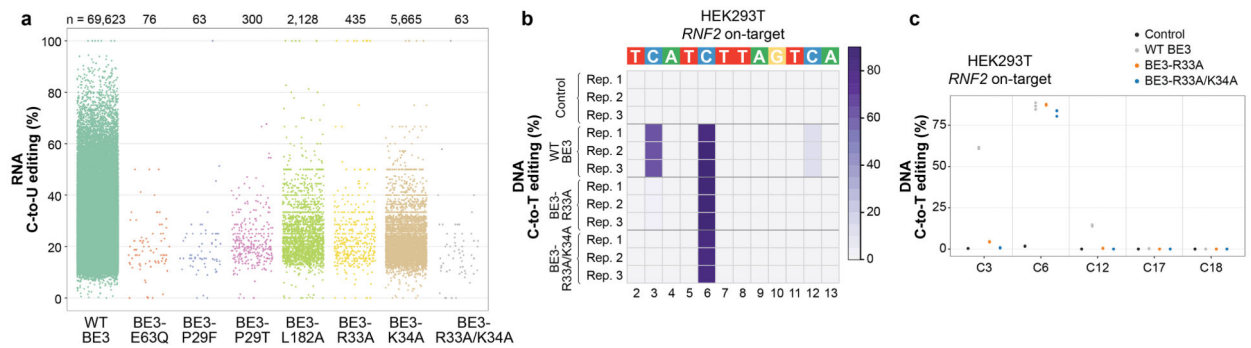 a
n = 69,623 76 63 300 2,128 435 5,665 63
RNA
C-to-U editing (%)
100
80
60
40
20
0
WT BE3
BE3-E63Q
BE3-P29F
BE3-P29T
BE3-L182A
BE3-R33A
BE3-K34A
BE3-R33A/K34A
b
HEK293T
RNF2 on-target
T C A T C T T A G T C A
DNA
C-to-T editing (%)
Control
Rep. 1
Rep. 2
Rep. 3
WT BE3
Rep. 1
Rep. 2
Rep. 3
BE3-R33A
Rep. 1
Rep. 2
Rep. 3
BE3-R33A/K34A
Rep. 1
Rep. 2
Rep. 3
2 3 4 5 6 7 8 9 10 11 12 13
80
60
40
20
0
c
HEK293T
RNF2 on-target
Control
WT BE3
BE3-R33A
BE3-R33A/K34A
DNA
C-to-T editing (%)
75
50
25
0
C3 C6 C12 C17 C18